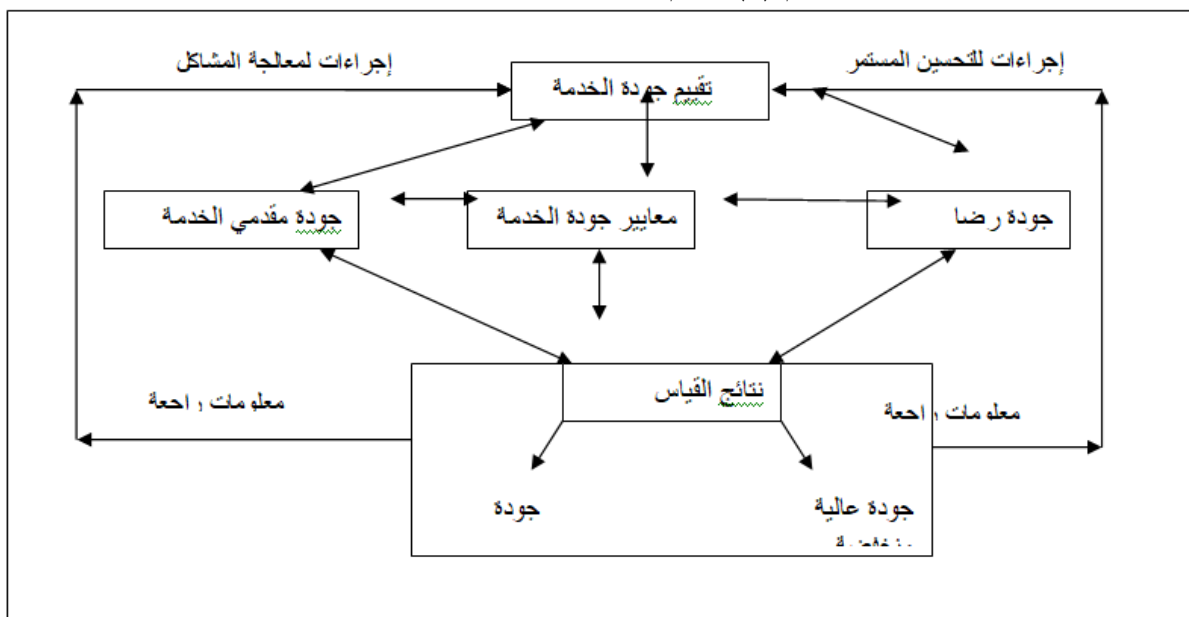 إجراءات للتحسين المستمر
إجراءات لمعالجة المشاكل
تقييم جودة الخدمة
جودة رضا
معايير جودة الخدمة
جودة مقدمي الخدمة
نتائج القياس
معلومات راجعة
معلومات راجعة
جودة عالية
جودة
منخفضة